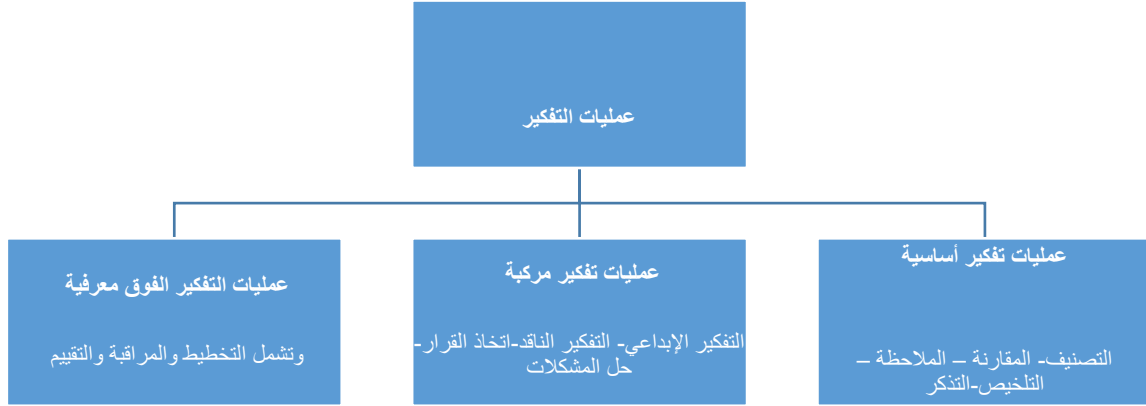 عمليات التفكير
عمليات تفكير أساسية
التصنيف- المقارنة – الملاحظة –
التلخيص-التذكر
عمليات تفكير مركبة
التفكير الإبداعي- التفكير الناقد-اتخاذ القرار-
حل المشكلات
عمليات التفكير الفوق معرفية
وتشمل التخطيط والمراقبة والتقييم